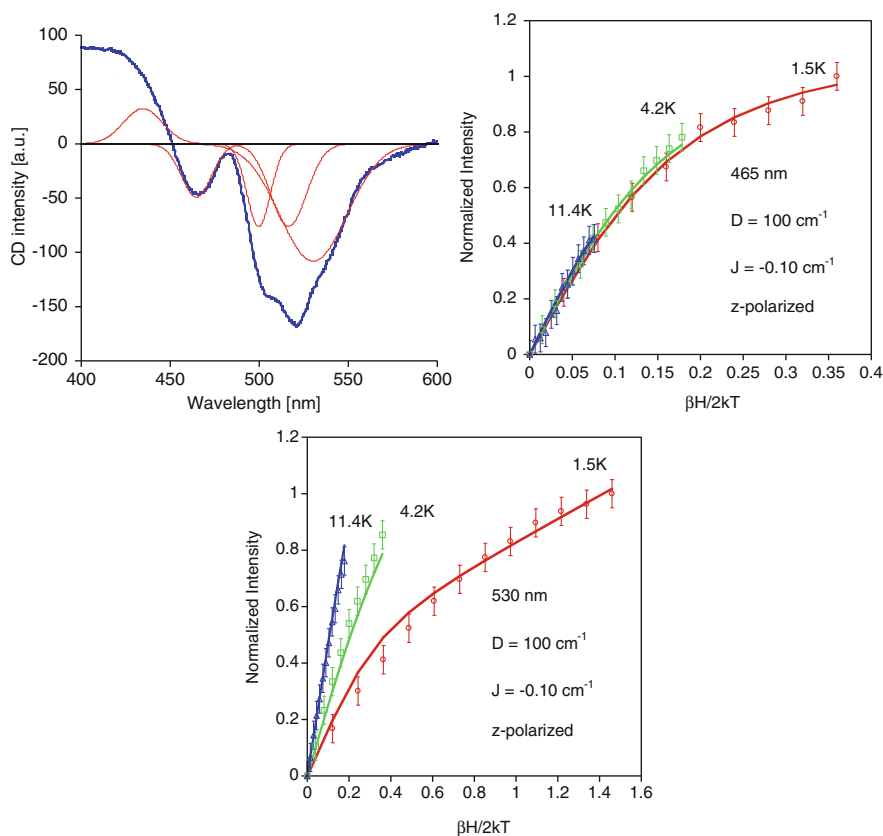 100
50
0
-50
-100
-150
-200
CD intensity [a.u.]
400 450 500 550 600
Wavelength [nm]
1.2
1
0.8
0.6
0.4
0.2
0
Normalized Intensity
1.5K
4.2K
11.4K
465 nm
D = 100 cm⁻¹
J = -0.10 cm⁻¹
z-polarized
0 0.05 0.1 0.15 0.2 0.25 0.3 0.35 0.4
βH/2kT
1.2
1
0.8
0.6
0.4
0.2
0
Normalized Intensity
1.5K
11.4K 4.2K
530 nm
D = 100 cm⁻¹
J = -0.10 cm⁻¹
z-polarized
0 0.2 0.4 0.6 0.8 1 1.2 1.4 1.6
βH/2kT